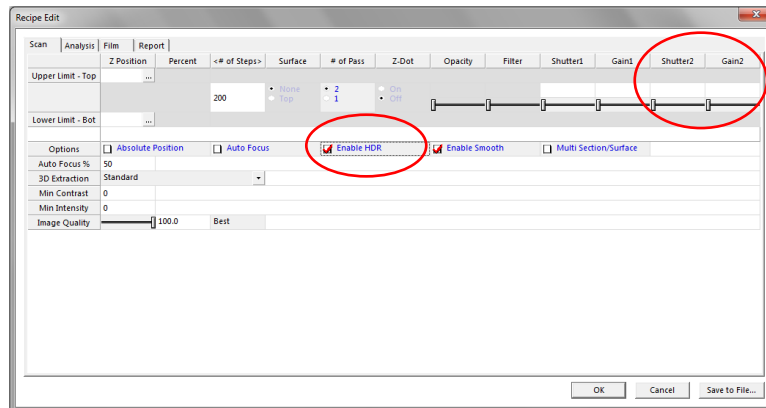 Recipe Edit
Scan Analysis Film Report
Z Position Percent <# of Steps> Surface # of Pass Z-Dot Opacity Filter Shutter1 Gain1 Shutter2 Gain2
Upper Limit - Top ...
None 2 On
200 Top 1 Off
Lower Limit - Bot ...
Options Absolute Position Auto Focus Enable HDR Enable Smooth Multi Section/Surface
Auto Focus % 50
3D Extraction Standard
Min Contrast 0
Min Intensity 0
Image Quality 100.0 Best
OK Cancel Save to File...